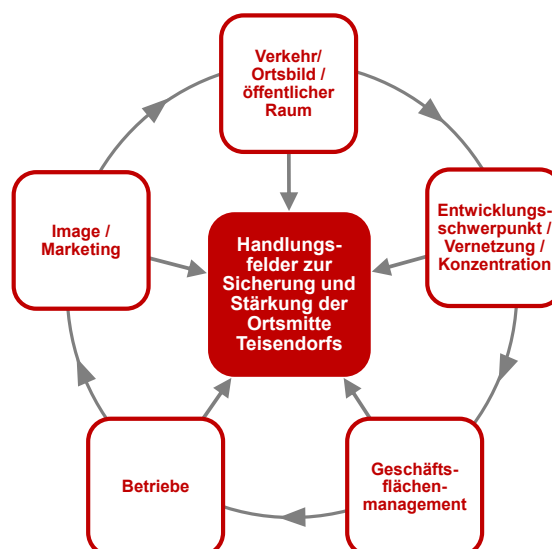 Verkehr/
Ortsbild /
öffentlicher
Raum
Entwicklungs-
schwerpunkt /
Vernetzung /
Konzentration
Image /
Marketing
Handlungs-
felder zur
Sicherung und
Stärkung der
Ortsmitte
Teisendorfs
Betriebe
Geschäfts-
flächen-
management